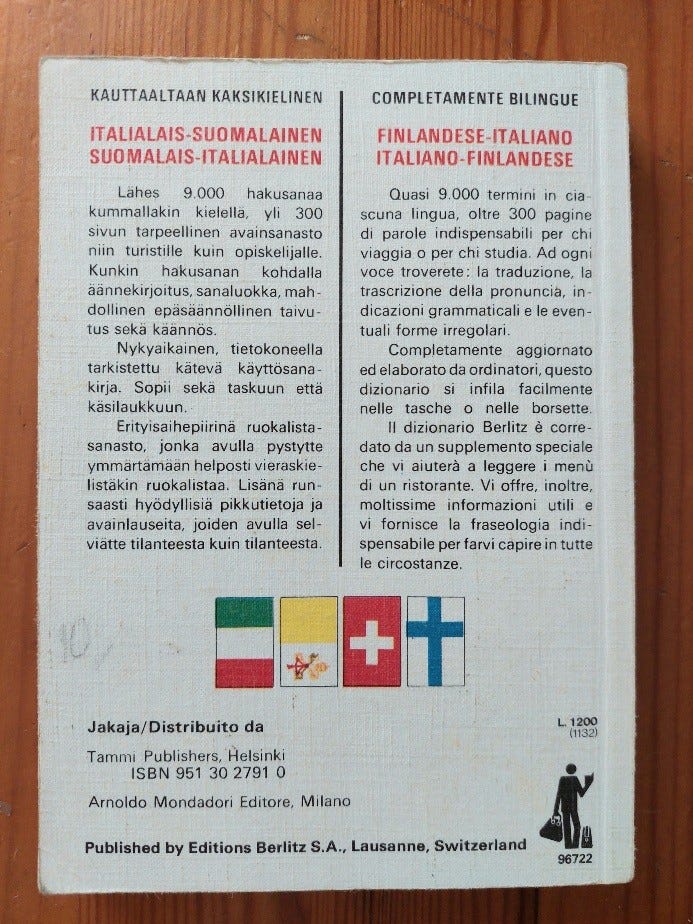 KAUTTAALTAAN KAKSIKIELINEN
ITALIALAIS-SUOMALAINEN
SUOMALAIS-ITALIALAINEN
Lähes 9.000 hakusanaa
kummallakin kielellä, yli 300
sivun tarpeellinen avainsanasto
niin turistille kuin opiskelijalle.
Kunkin hakusanan kohdalla
äännekirjoitus, sanaluokka, mah-
dollinen epäsäännöllinen taivu-
tus sekä käännös.
Nykyaikainen, tietokoneella
tarkistettu kätevä käyttösana-
kirja. Sopii sekä taskuun että
käsilaukkuun.
Erityisaihepiirinä ruokalista-
sanasto, jonka avulla pystytte
ymmärtämään helposti vieraskie-
listäkin ruokalistaa. Lisänä run-
saasti hyödyllisiä pikkutietoja ja
avainlauseita, joiden avulla sel-
viätte tilanteesta kuin tilanteesta.
COMPLETAMENTE BILINGUE
FINLANDESE-ITALIANO
ITALIANO-FINLANDESE
Quasi 9.000 termini in cia-
scuna lingua, oltre 300 pagine
di parole indispensabili per chi
viaggia o per chi studia. Ad ogni
voce troverete: la traduzione, la
trascrizione della pronuncia, in-
dicazioni grammaticali e le even-
tuali forme irregolari.
Completamente aggiornato
ed elaborato da ordinatori, questo
dizionario si infila facilmente
nelle tasche o nelle borsette.
Il dizionario Berlitz è corre-
dato da un supplemento speciale
che vi aiuterà a leggere i menù
di un ristorante. Vi offre, inoltre,
moltissime informazioni utili e
vi fornisce la fraseologia indi-
spensabile per farvi capire in tutte
le circostanze.
Jakaja/Distribuito da
Tammi Publishers, Helsinki
ISBN 951 30 2791 0
Arnoldo Mondadori Editore, Milano
Published by Editions Berlitz S.A., Lausanne, Switzerland
L. 1200
(1132)
96722